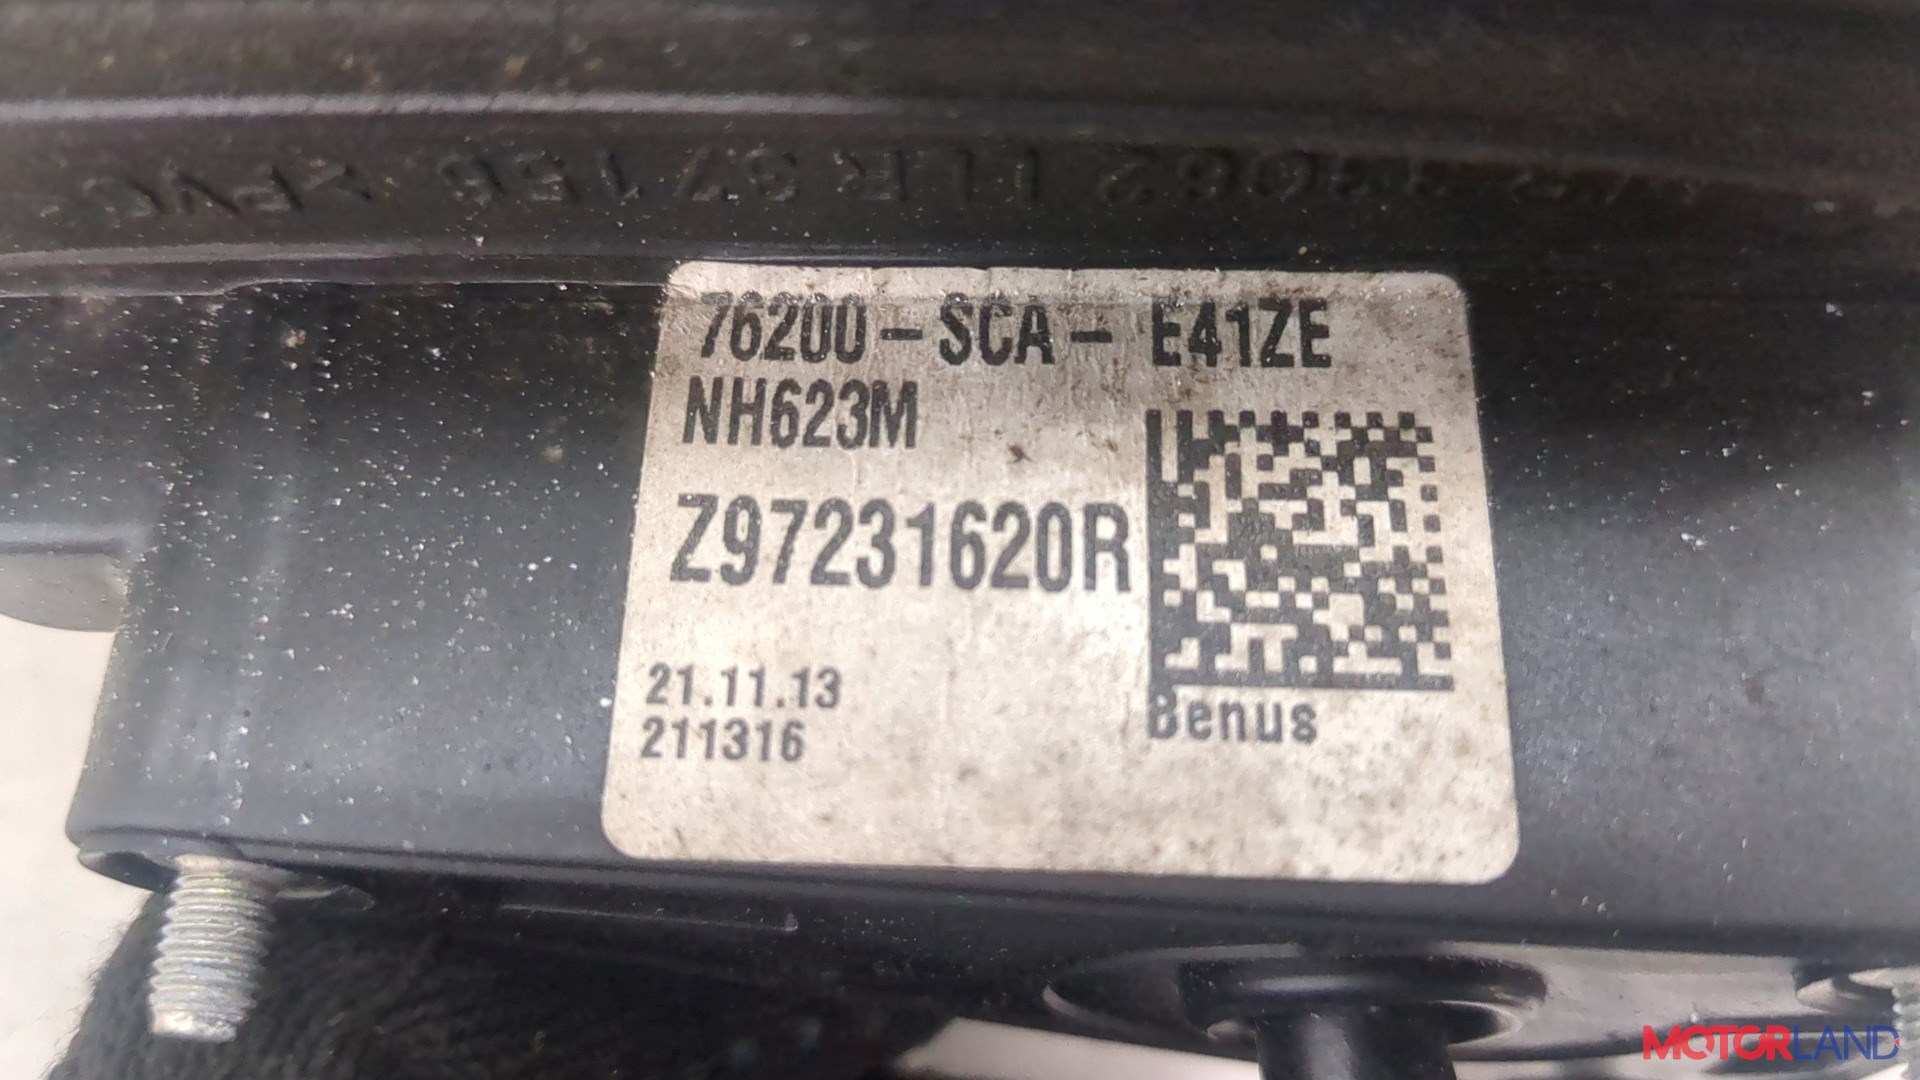 76200-SCA- E41ZE
NH623M
Z97231620R
21.11.13
211316
Benus
MOTORLAND